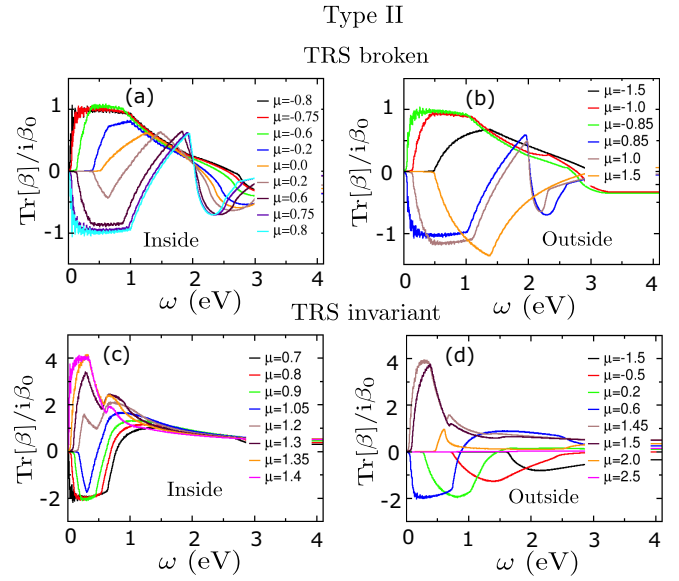 Type II
TRS broken
(a)
Tr[β]/iβ₀
1
0
-1
0 1 2 3 4
ω (eV)
Inside
μ=-0.8
μ=-0.75
μ=-0.6
μ=-0.2
μ=0.0
μ=0.2
μ=0.6
μ=0.75
μ=0.8
(b)
Tr[β]/iβ₀
1
0
-1
0 1 2 3 4
ω (eV)
Outside
μ=-1.5
μ=-1.0
μ=-0.85
μ=0.85
μ=1.0
μ=1.5
TRS invariant
(c)
Tr[β]/iβ₀
4
2
0
-2
0 1 2 3 4
ω (eV)
Inside
μ=0.7
μ=0.8
μ=0.9
μ=1.05
μ=1.2
μ=1.3
μ=1.35
μ=1.4
(d)
Tr[β]/iβ₀
4
2
0
-2
0 1 2 3 4
ω (eV)
Outside
μ=-1.5
μ=-0.5
μ=0.2
μ=0.6
μ=1.45
μ=1.5
μ=2.0
μ=2.5